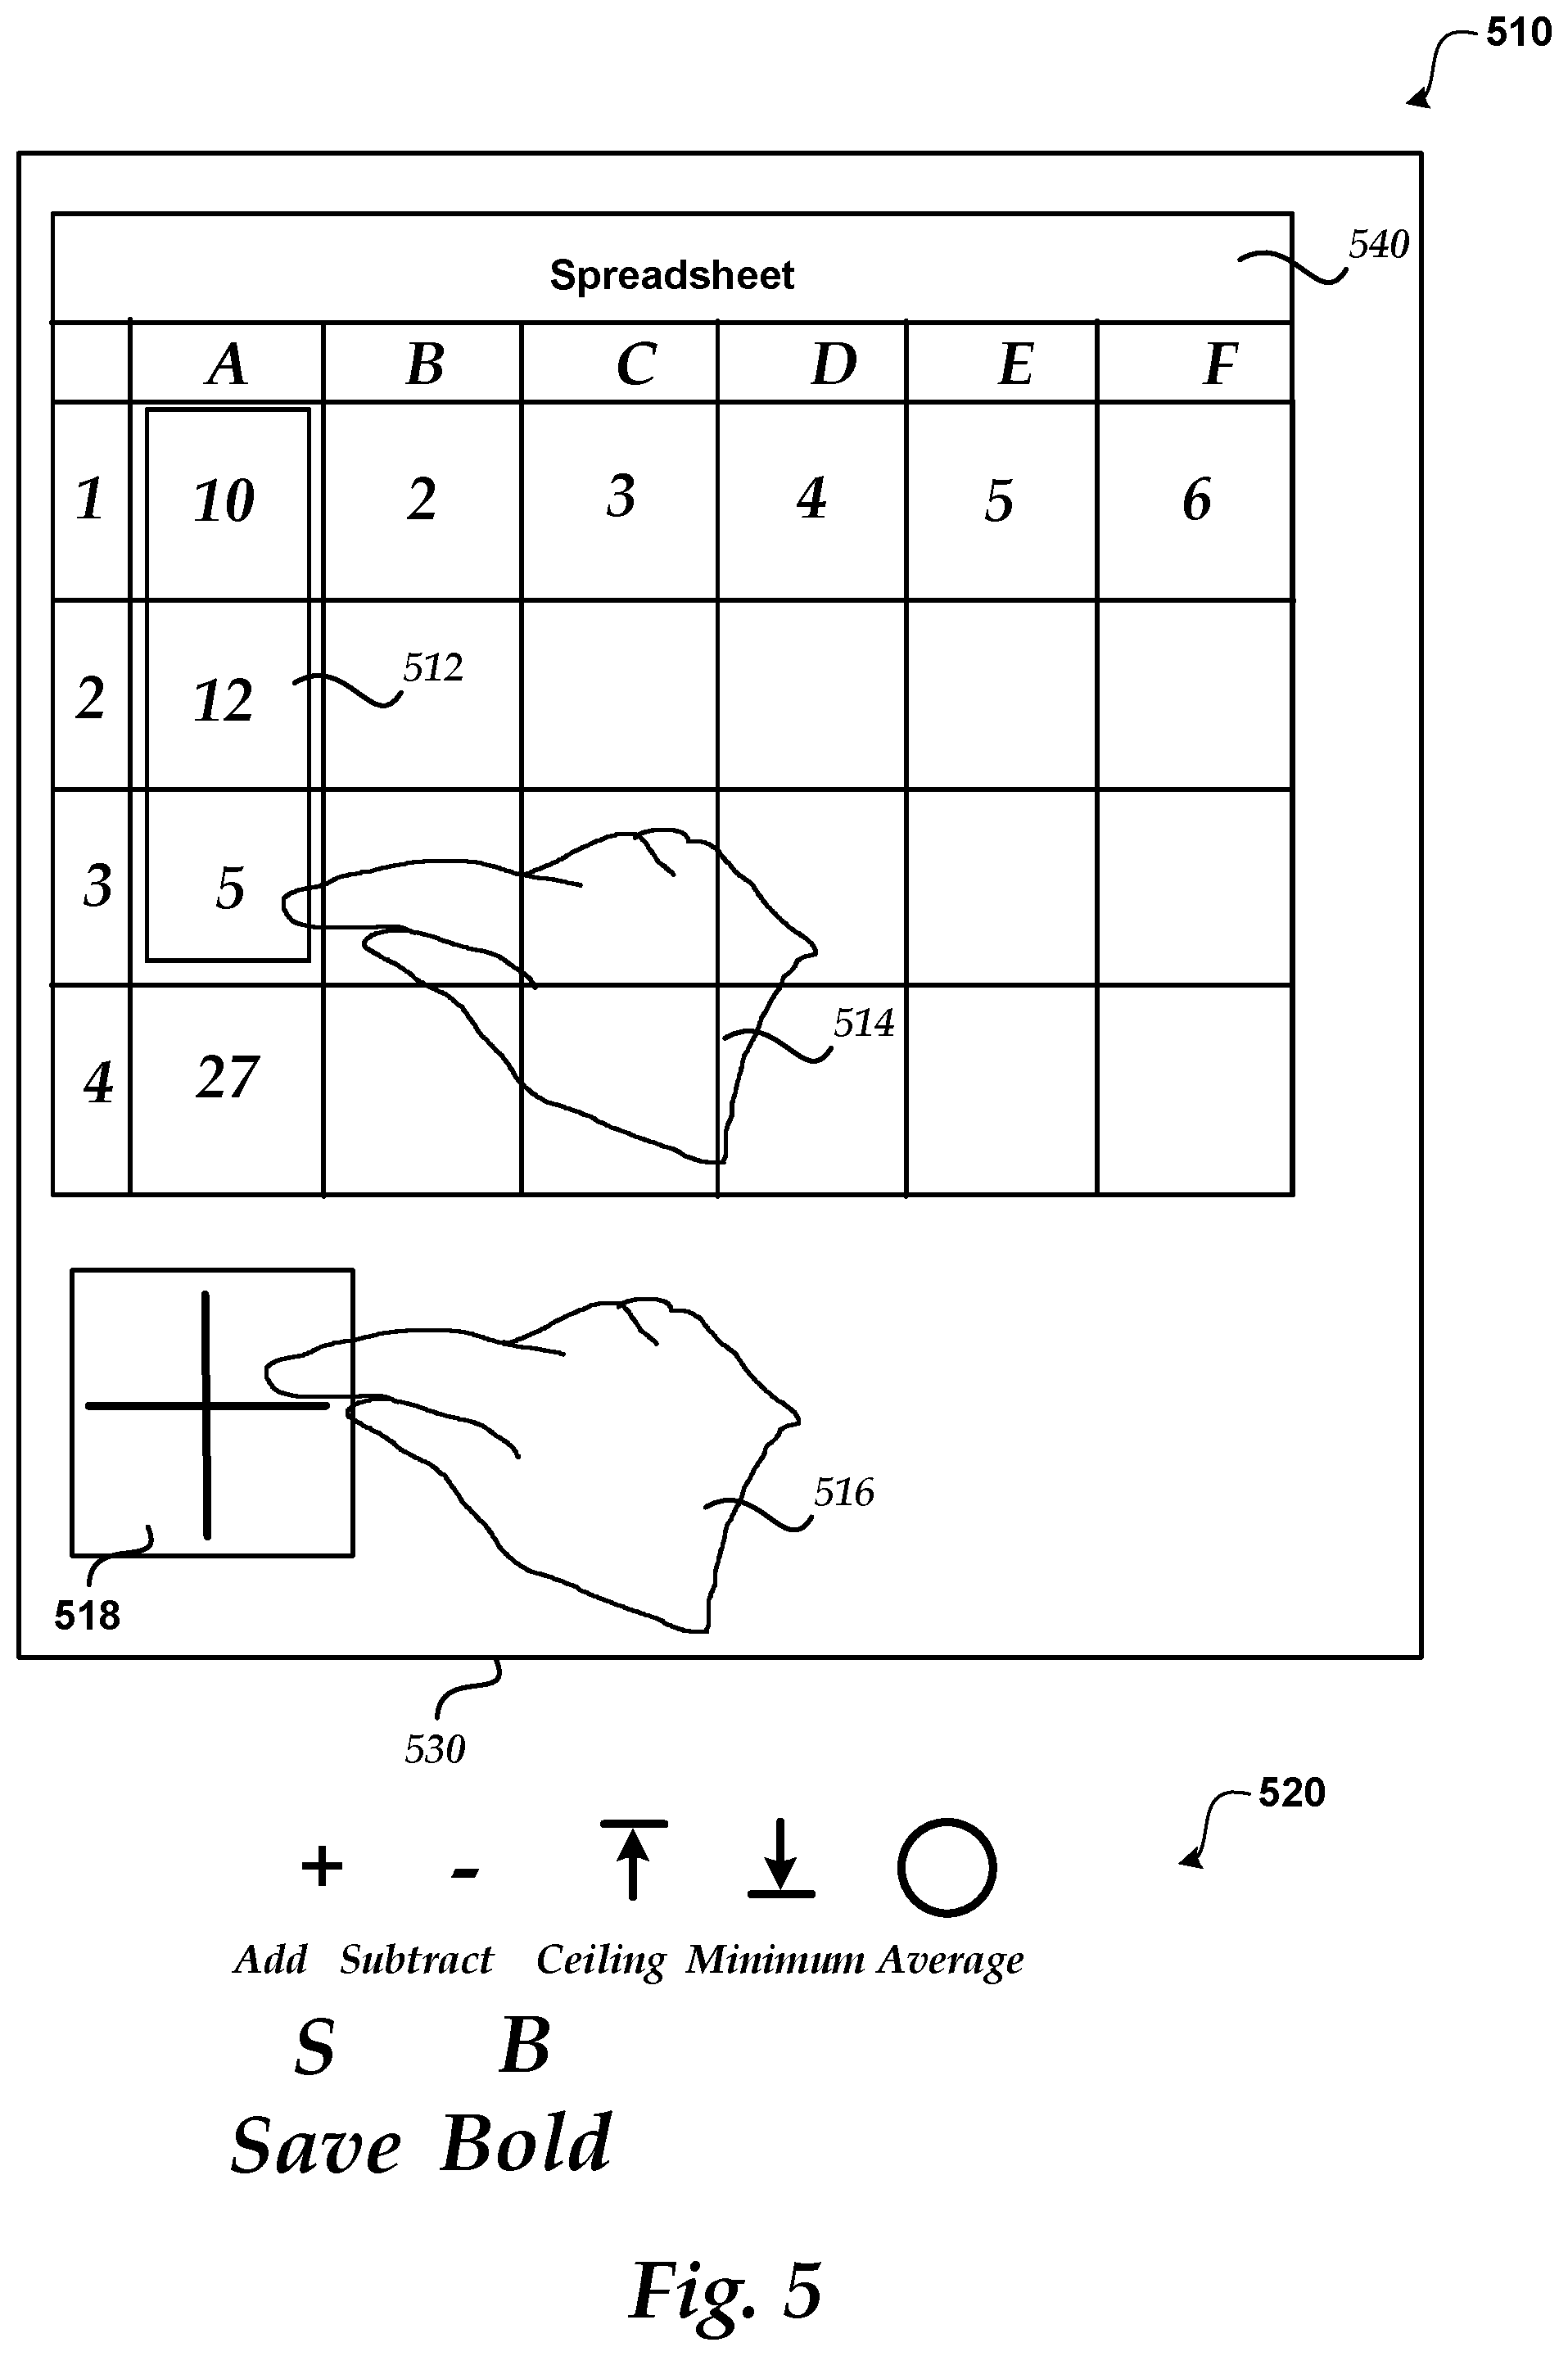 510
540
Spreadsheet
A B C D E F
1 10 2 3 4 5 6
2 12 512
3 5
514
4 27
516
518
530
520
+ -
Add Subtract Ceiling Minimum Average
S B
Save Bold
Fig. 5